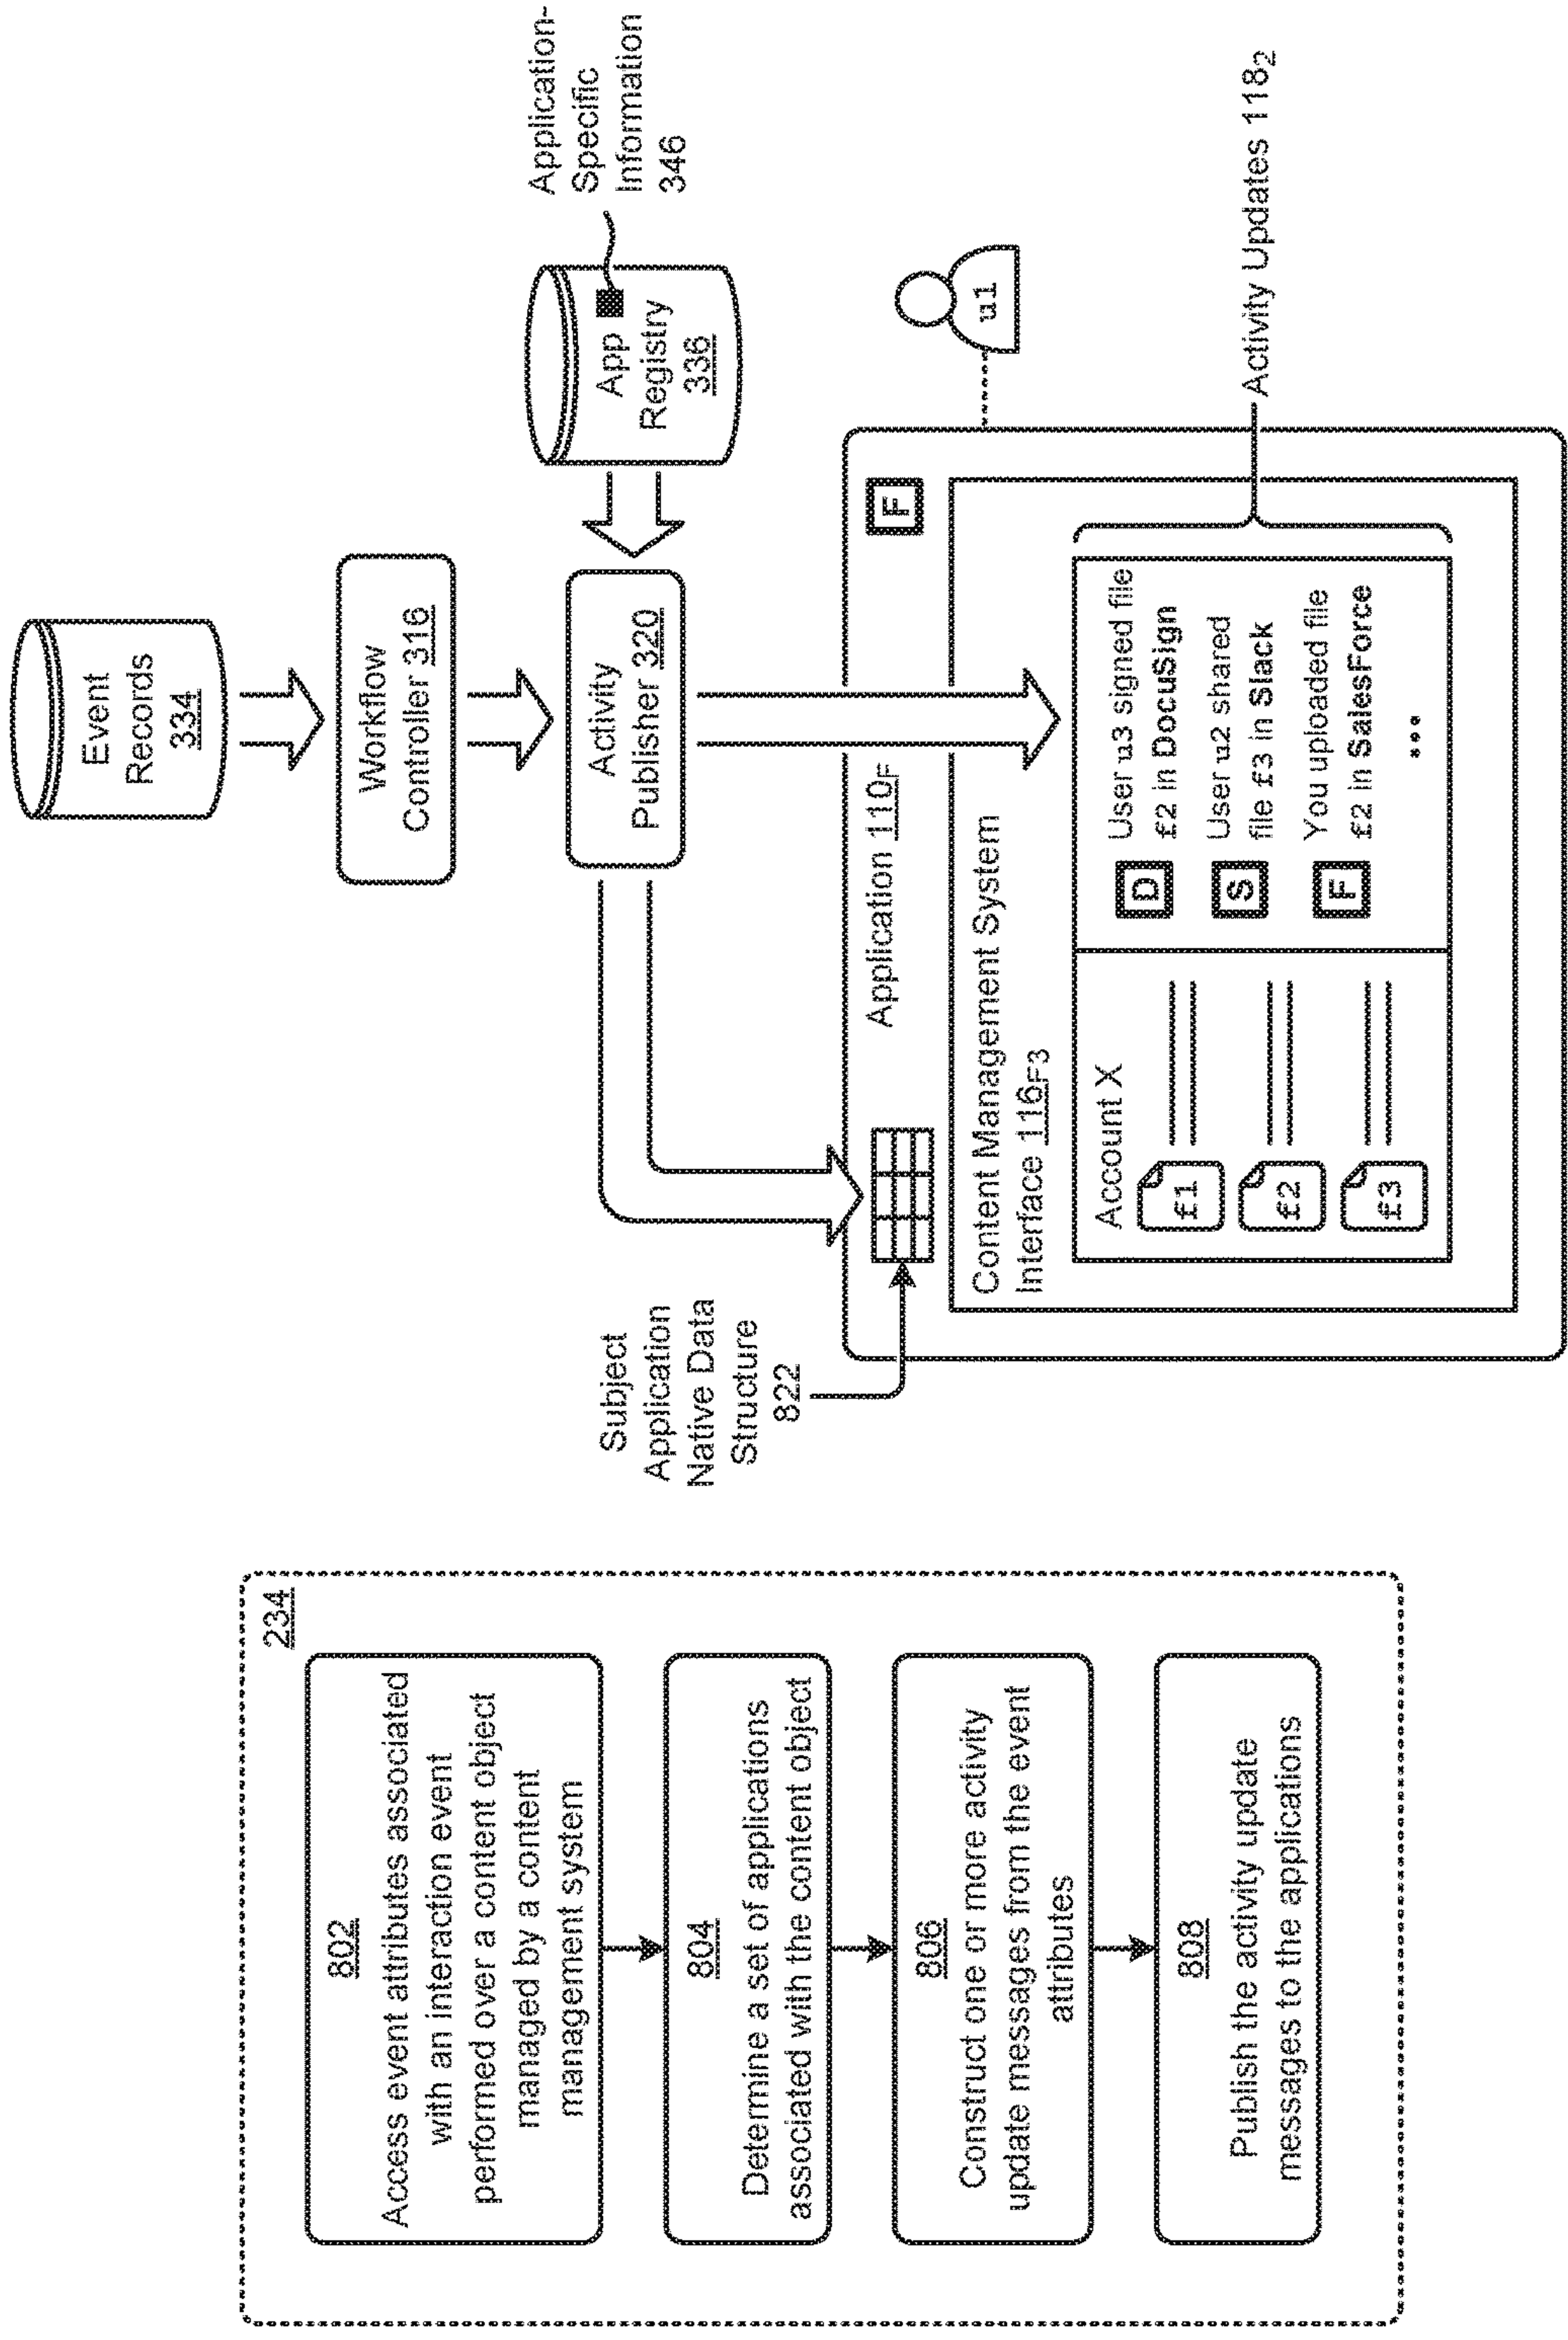 234
802
Access event attributes associated
with an interaction event
performed over a content object
managed by a content
management system
804
Determine a set of applications
associated with the content object
806
Construct one or more activity
update messages from the event
attributes
808
Publish the activity update
messages to the applications
Event
Records
334
Workflow
Controller 316
Activity
Publisher 320
App
Registry
336
Application-
Specific
Information
346
Subject
Application
Native Data
Structure
822
Application 110F
F
u1
Content Management System
Interface 116F3
Account X
f1
f2
f3
D
User u3 signed file
f2 in DocuSign
S
User u2 shared
file f3 in Slack
F
You uploaded file
f2 in SalesForce
...
Activity Updates 1182